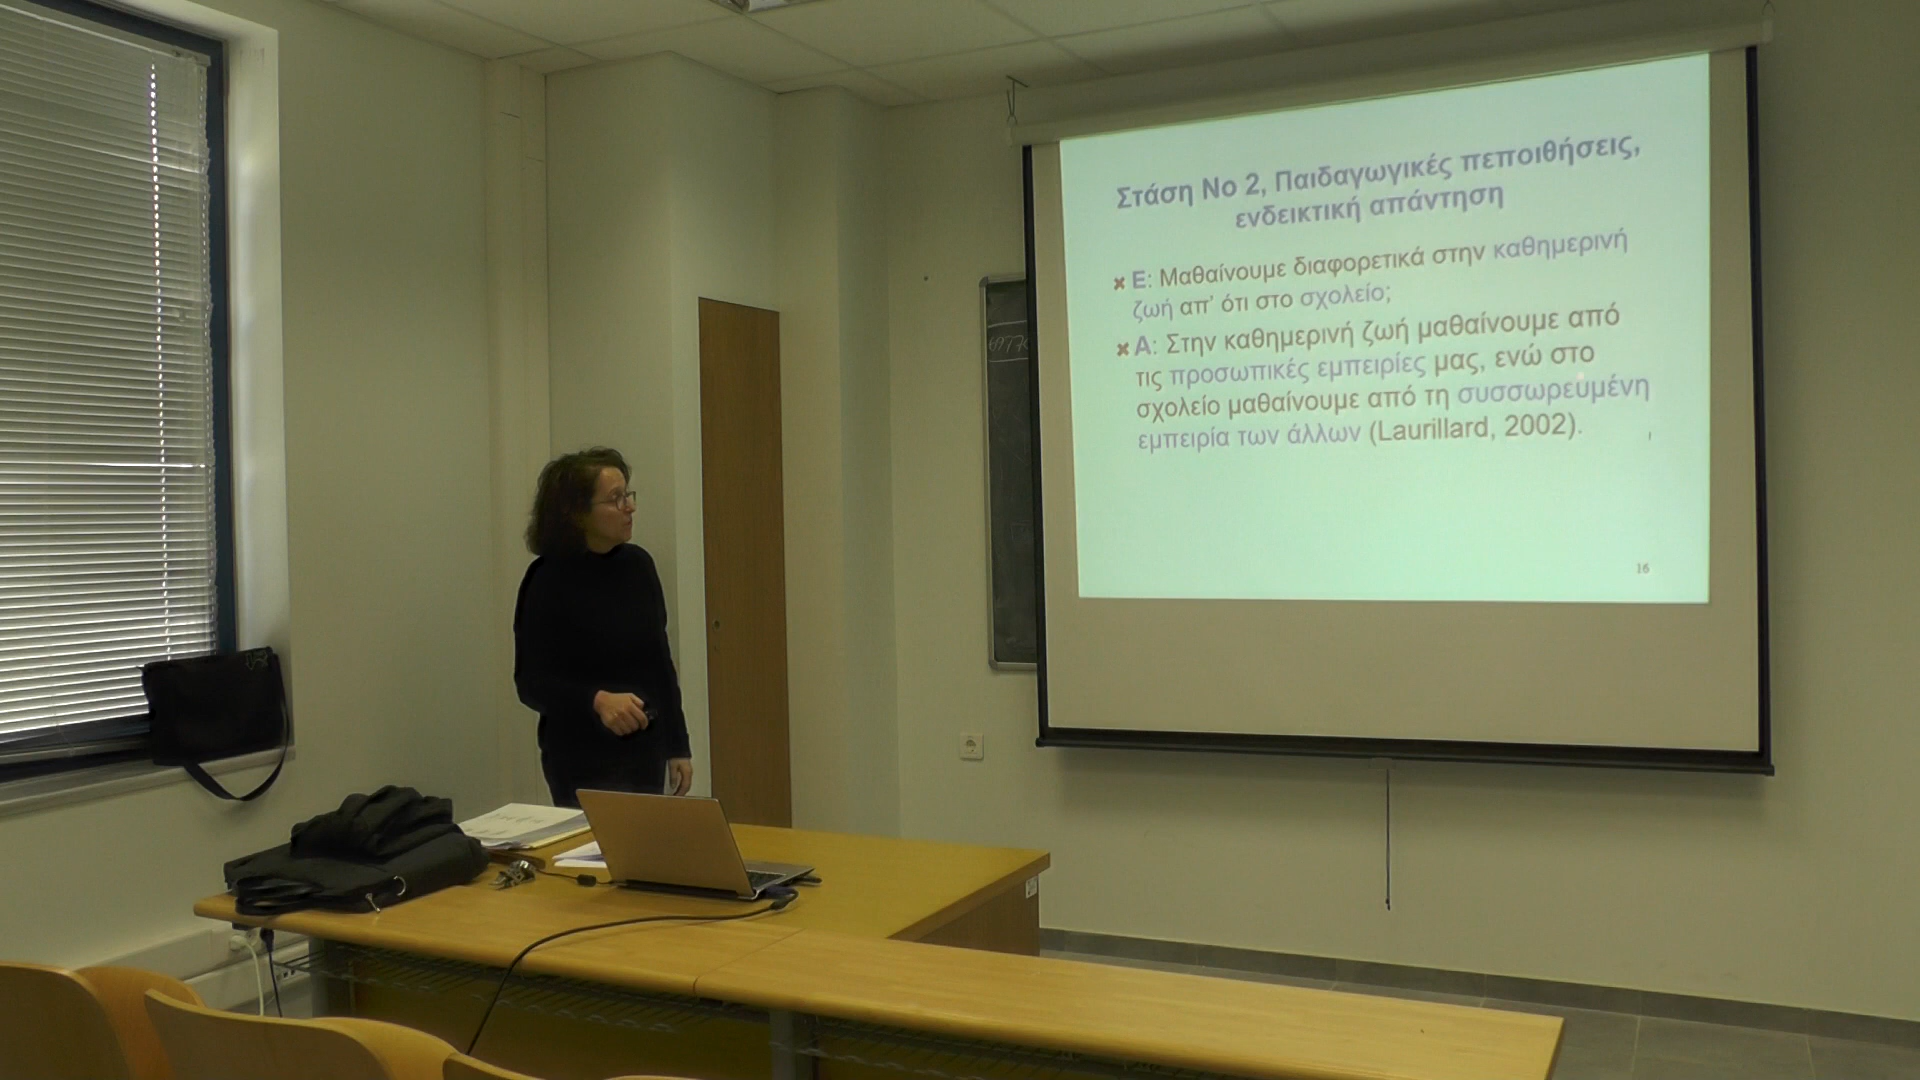 Στάση Νο 2, Παιδαγωγικές πεποιθήσεις,
ενδεικτική απάντηση
Ε: Μαθαίνουμε διαφορετικά στην καθημερινή
ζωή απ’ ότι στο σχολείο;
Α: Στην καθημερινή ζωή μαθαίνουμε από
τις προσωπικές εμπειρίες μας, ενώ στο
σχολείο μαθαίνουμε από τη συσσωρευμένη
εμπειρία των άλλων (Laurillard, 2002).
16